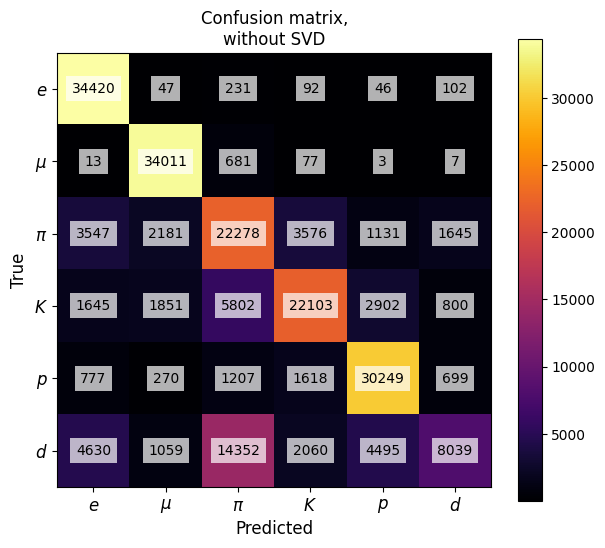 Confusion matrix,
without SVD
True
e 34420 47 231 92 46 102
μ 13 34011 681 77 3 7
π 3547 2181 22278 3576 1131 1645
K 1645 1851 5802 22103 2902 800
p 777 270 1207 1618 30249 699
d 4630 1059 14352 2060 4495 8039
e μ π K p d
Predicted
30000
25000
20000
15000
10000
5000